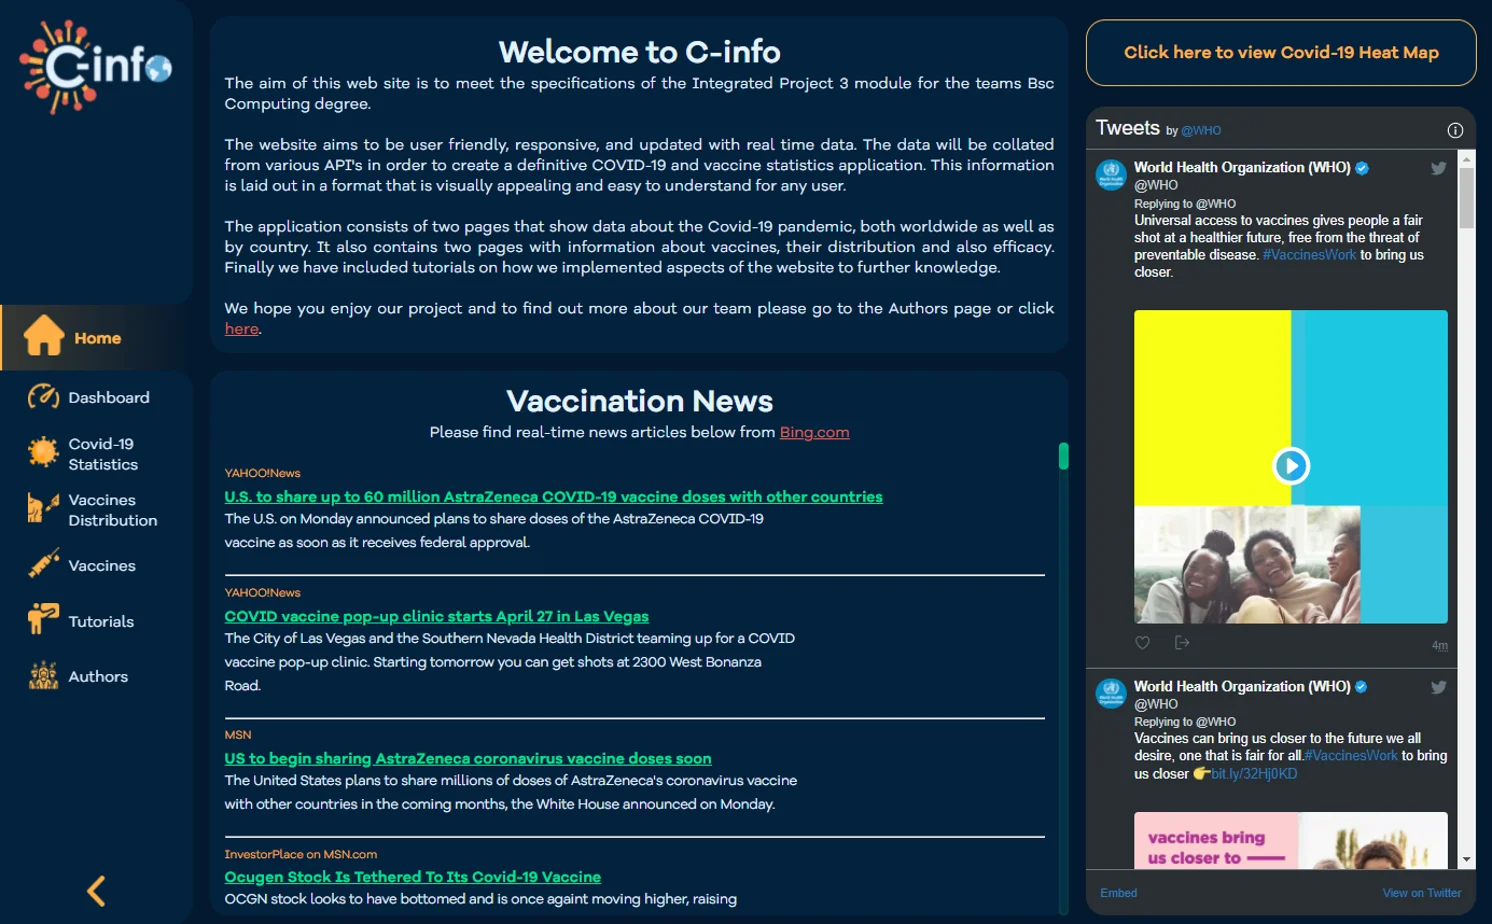 C-info
Home
Dashboard
Covid-19
Statistics
Vaccines
Distribution
Vaccines
Tutorials
Authors
Welcome to C-info
The aim of this web site is to meet the specifications of the Integrated Project 3 module for the teams Bsc
Computing degree.
The website aims to be user friendly, responsive, and updated with real time data. The data will be collated
from various API's in order to create a definitive COVID-19 and vaccine statistics application. This information
is laid out in a format that is visually appealing and easy to understand for any user.
The application consists of two pages that show data about the Covid-19 pandemic, both worldwide as well as
by country. It also contains two pages with information about vaccines, their distribution and also efficacy.
Finally we have included tutorials on how we implemented aspects of the website to further knowledge.
We hope you enjoy our project and to find out more about our team please go to the Authors page or click
here.
Vaccination News
Please find real-time news articles below from Bing.com
YAHOO!News
U.S. to share up to 60 million AstraZeneca COVID-19 vaccine doses with other countries
The U.S. on Monday announced plans to share doses of the AstraZeneca COVID-19
vaccine as soon as it receives federal approval.
YAHOO!News
COVID vaccine pop-up clinic starts April 27 in Las Vegas
The City of Las Vegas and the Southern Nevada Health District teaming up for a COVID
vaccine pop-up clinic. Starting tomorrow you can get shots at 2300 West Bonanza
Road.
MSN
US to begin sharing AstraZeneca coronavirus vaccine doses soon
The United States plans to share millions of doses of AstraZeneca's coronavirus vaccine
with other countries in the coming months, the White House announced on Monday.
InvestorPlace on MSN.com
Ocugen Stock Is Tethered To Its Covid-19 Vaccine
OCGN stock looks to have bottomed and is once againt moving higher, raising
Click here to view Covid-19 Heat Map
Tweets by @WHO
World Health Organization (WHO)
@WHO
Replying to @WHO
Universal access to vaccines gives people a fair
shot at a healthier future, free from the threat of
preventable disease. #VaccinesWork to bring us
closer.
4m
World Health Organization (WHO)
@WHO
Replying to @WHO
Vaccines can bring us closer to the future we all
desire, one that is fair for all.#VaccinesWork to bring
us closer 👉bit.ly/32Hj0KD
vaccines bring
us closer to
Embed
View on Twitter